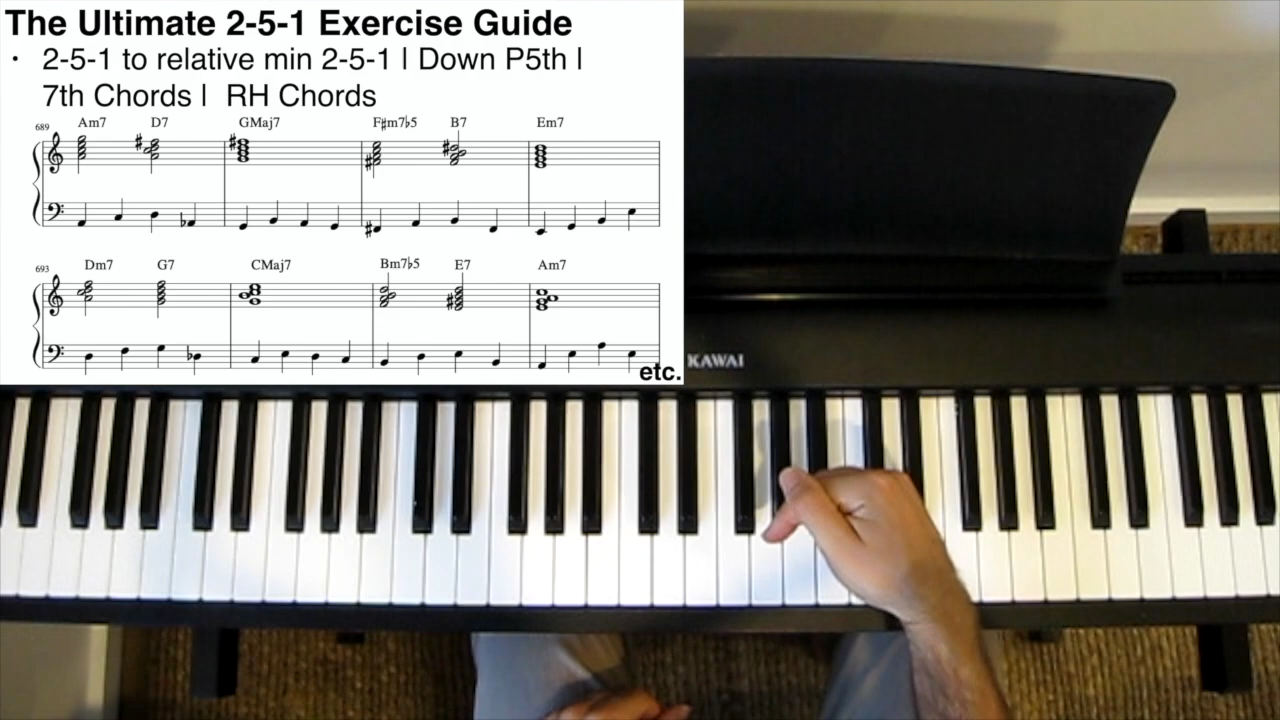 The Ultimate 2-5-1 Exercise Guide
• 2-5-1 to relative min 2-5-1 | Down P5th |
7th Chords | RH Chords
689 Am7 D7 GMaj7 F♯m7♭5 B7 Em7
693 Dm7 G7 CMaj7 Bm7♭5 E7 Am7
etc.
KAWAI